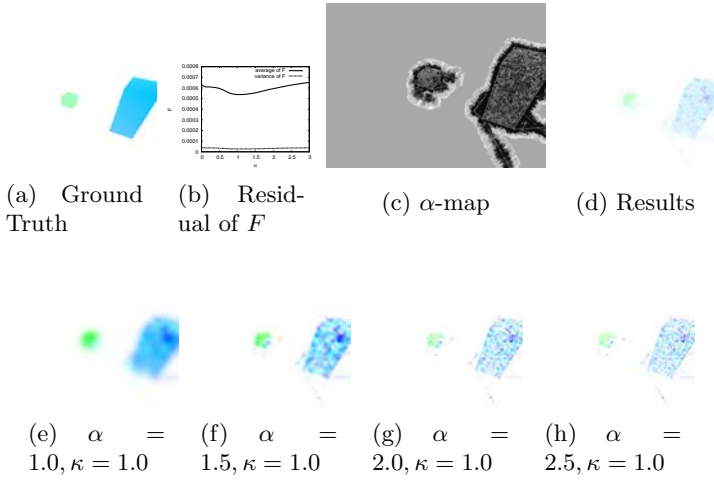 0.0008
0.0007
0.0006
0.0005
0.0004
0.0003
0.0002
0.0001
0
F
average of F
variance of F
0 0.5 1 1.5 2 2.5 3
α
(a) Ground
Truth
(b) Resid-
ual of F
(c) α-map
(d) Results
(e) α =
1.0, κ = 1.0
(f) α =
1.5, κ = 1.0
(g) α =
2.0, κ = 1.0
(h) α =
2.5, κ = 1.0